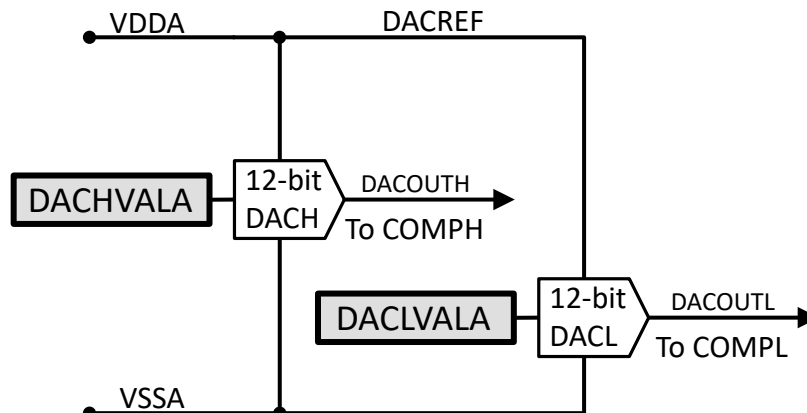 VDDA
DACREF
DACHVALA
12-bit
DACH
DACOUTH
To COMPH
DACLVALA
12-bit
DACL
DACOUTL
To COMPL
VSSA